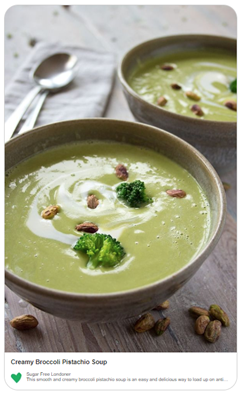 Creamy Broccoli Pistachio Soup
Sugar Free Londoner
This smooth and creamy broccoli pistachio soup is an easy and delicious way to load up on anti...